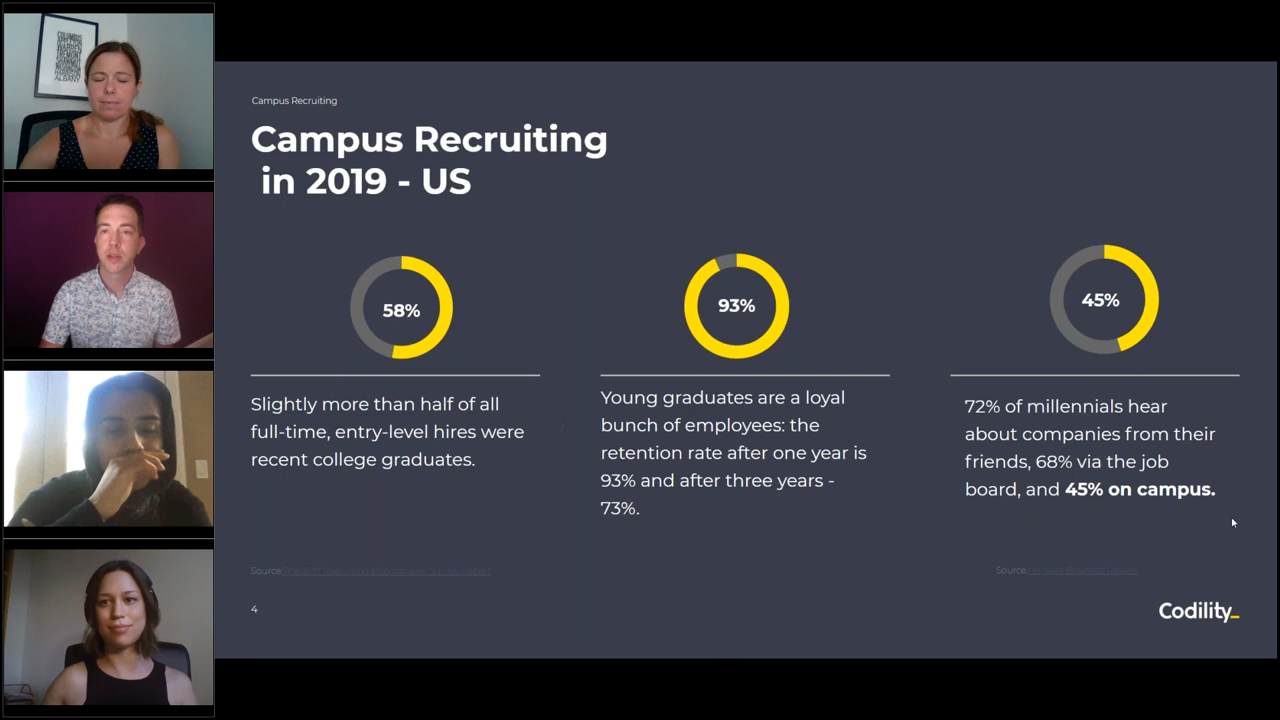 Campus Recruiting
Campus Recruiting
in 2019 - US
58%
Slightly more than half of all
full-time, entry-level hires were
recent college graduates.
93%
Young graduates are a loyal
bunch of employees: the
retention rate after one year is
93% and after three years -
73%.
45%
72% of millennials hear
about companies from their
friends, 68% via the job
board, and 45% on campus.
Source
Source
4
Codility_